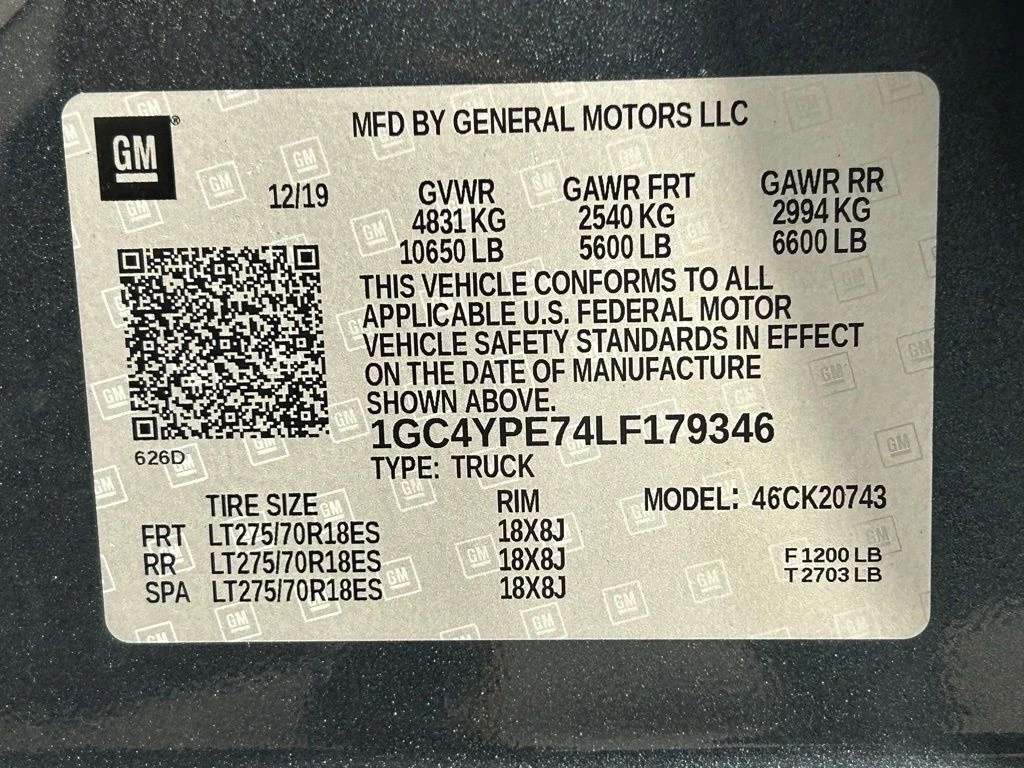 GM®
MFD BY GENERAL MOTORS LLC
12/19
GVWR GAWR FRT GAWR RR
4831 KG 2540 KG 2994 KG
10650 LB 5600 LB 6600 LB
THIS VEHICLE CONFORMS TO ALL
APPLICABLE U.S. FEDERAL MOTOR
VEHICLE SAFETY STANDARDS IN EFFECT
ON THE DATE OF MANUFACTURE
SHOWN ABOVE.
1GC4YPE74LF179346
626D
TYPE: TRUCK
TIRE SIZE RIM MODEL: 46CK20743
FRT LT275/70R18ES 18X8J
RR LT275/70R18ES 18X8J
SPA LT275/70R18ES 18X8J
F 1200 LB
T 2703 LB